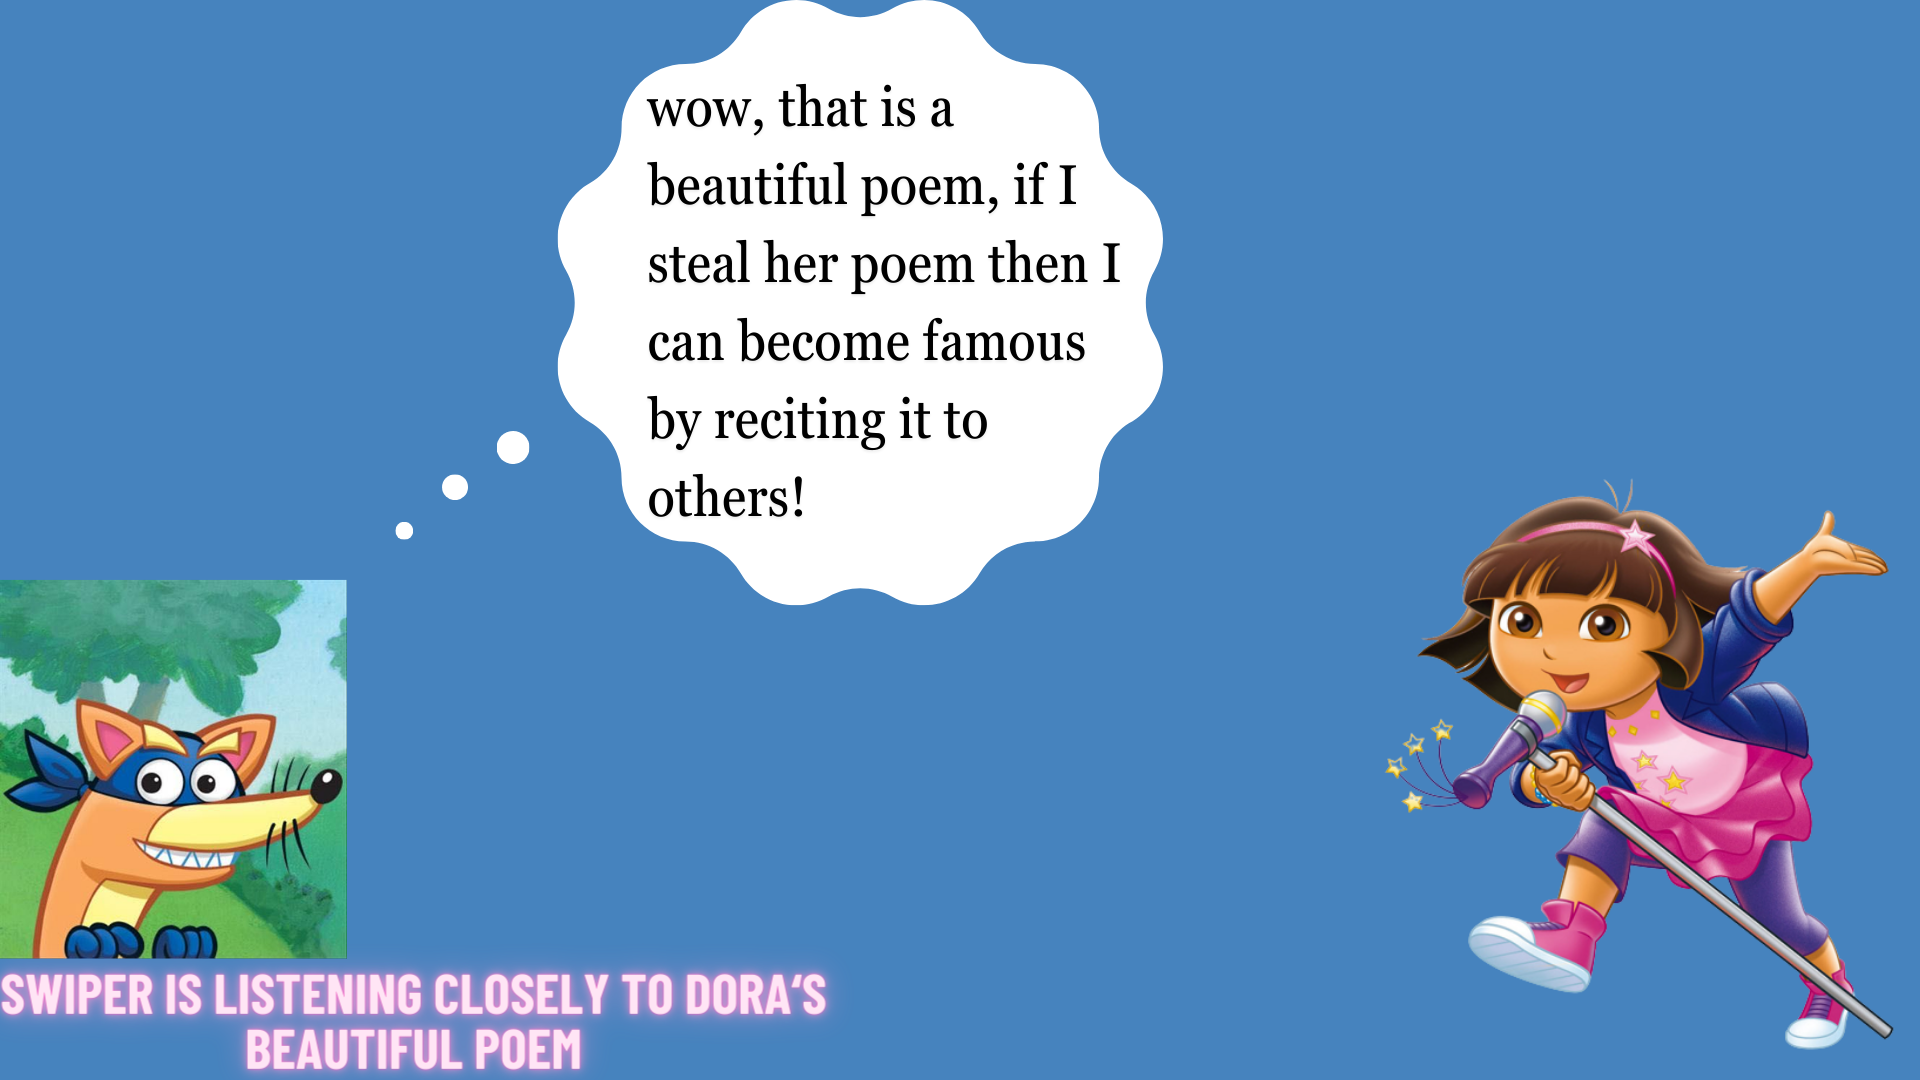 wow, that is a
beautiful poem, if I
steal her poem then I
can become famous
by reciting it to
others!
SWIPER IS LISTENING CLOSELY TO DORA‘S
BEAUTIFUL POEM